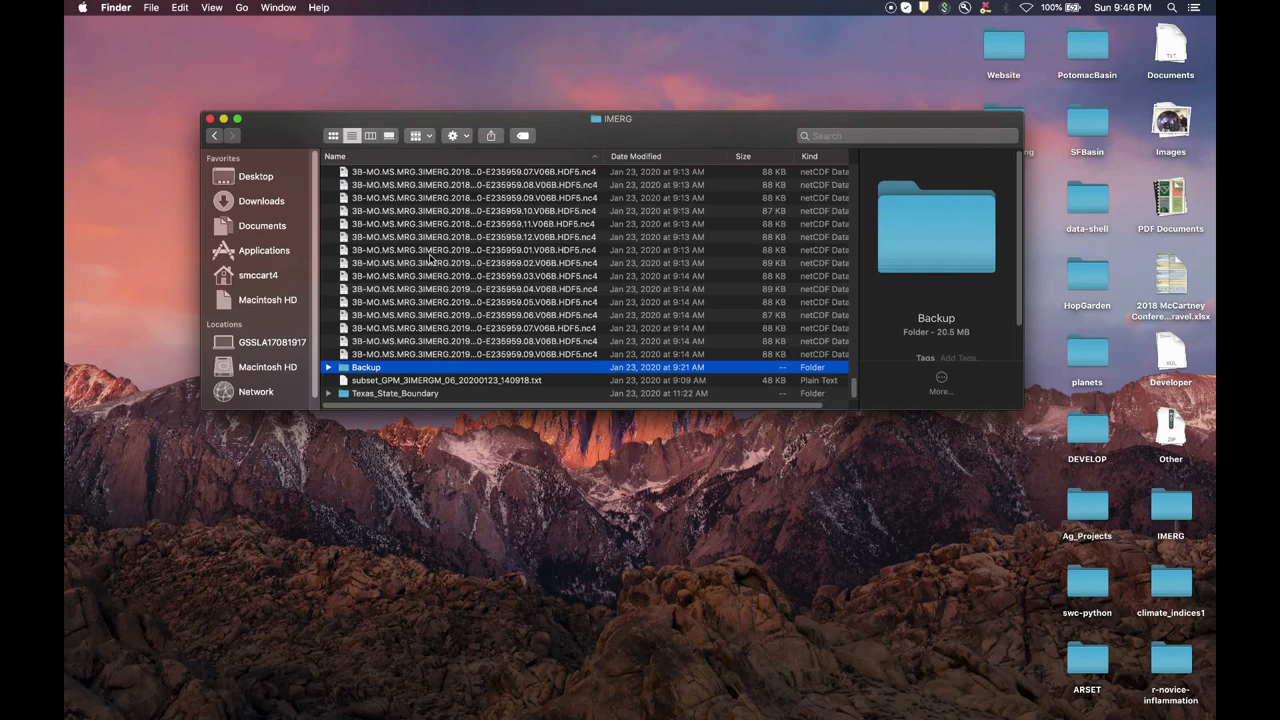 Finder File Edit View Go Window Help 100% Sun 9:46 PM
IMERG
Search
Favorites
Desktop
Downloads
Documents
Applications
smccart4
Macintosh HD
Locations
GSSLA17081917
Macintosh HD
Network
Name Date Modified Size Kind
3B-MO.MS.MRG.3IMERG.2018...0-E235959.07.V06B.HDF5.nc4 Jan 23, 2020 at 9:13 AM 88 KB netCDF Data
3B-MO.MS.MRG.3IMERG.2018...0-E235959.08.V06B.HDF5.nc4 Jan 23, 2020 at 9:13 AM 88 KB netCDF Data
3B-MO.MS.MRG.3IMERG.2018...0-E235959.09.V06B.HDF5.nc4 Jan 23, 2020 at 9:13 AM 88 KB netCDF Data
3B-MO.MS.MRG.3IMERG.2018...0-E235959.10.V06B.HDF5.nc4 Jan 23, 2020 at 9:13 AM 87 KB netCDF Data
3B-MO.MS.MRG.3IMERG.2018...0-E235959.11.V06B.HDF5.nc4 Jan 23, 2020 at 9:13 AM 88 KB netCDF Data
3B-MO.MS.MRG.3IMERG.2018...0-E235959.12.V06B.HDF5.nc4 Jan 23, 2020 at 9:13 AM 88 KB netCDF Data
3B-MO.MS.MRG.3IMERG.2019...0-E235959.01.V06B.HDF5.nc4 Jan 23, 2020 at 9:13 AM 89 KB netCDF Data
3B-MO.MS.MRG.3IMERG.2019...0-E235959.02.V06B.HDF5.nc4 Jan 23, 2020 at 9:13 AM 89 KB netCDF Data
3B-MO.MS.MRG.3IMERG.2019...0-E235959.03.V06B.HDF5.nc4 Jan 23, 2020 at 9:14 AM 88 KB netCDF Data
3B-MO.MS.MRG.3IMERG.2019...0-E235959.04.V06B.HDF5.nc4 Jan 23, 2020 at 9:14 AM 88 KB netCDF Data
3B-MO.MS.MRG.3IMERG.2019...0-E235959.05.V06B.HDF5.nc4 Jan 23, 2020 at 9:14 AM 88 KB netCDF Data
3B-MO.MS.MRG.3IMERG.2019...0-E235959.06.V06B.HDF5.nc4 Jan 23, 2020 at 9:14 AM 87 KB netCDF Data
3B-MO.MS.MRG.3IMERG.2019...0-E235959.07.V06B.HDF5.nc4 Jan 23, 2020 at 9:14 AM 88 KB netCDF Data
3B-MO.MS.MRG.3IMERG.2019...0-E235959.08.V06B.HDF5.nc4 Jan 23, 2020 at 9:14 AM 88 KB netCDF Data
3B-MO.MS.MRG.3IMERG.2019...0-E235959.09.V06B.HDF5.nc4 Jan 23, 2020 at 9:14 AM 88 KB netCDF Data
Backup Jan 23, 2020 at 9:21 AM -- Folder
subset_GPM_3IMERGM_06_20200123_140918.txt Jan 23, 2020 at 9:09 AM 48 KB Plain Text
Texas_State_Boundary Jan 23, 2020 at 11:22 AM -- Folder
Backup
Folder - 20.5 MB
Tags Add Tags...
More...
Website PotomacBasin Documents
SFBasin Images
data-shell PDF Documents
HopGarden 2018 McCartney
Confere...ravel.xlsx
planets Developer
DEVELOP Other
Ag_Projects IMERG
swc-python climate_indices1
ARSET r-novice-
inflammation